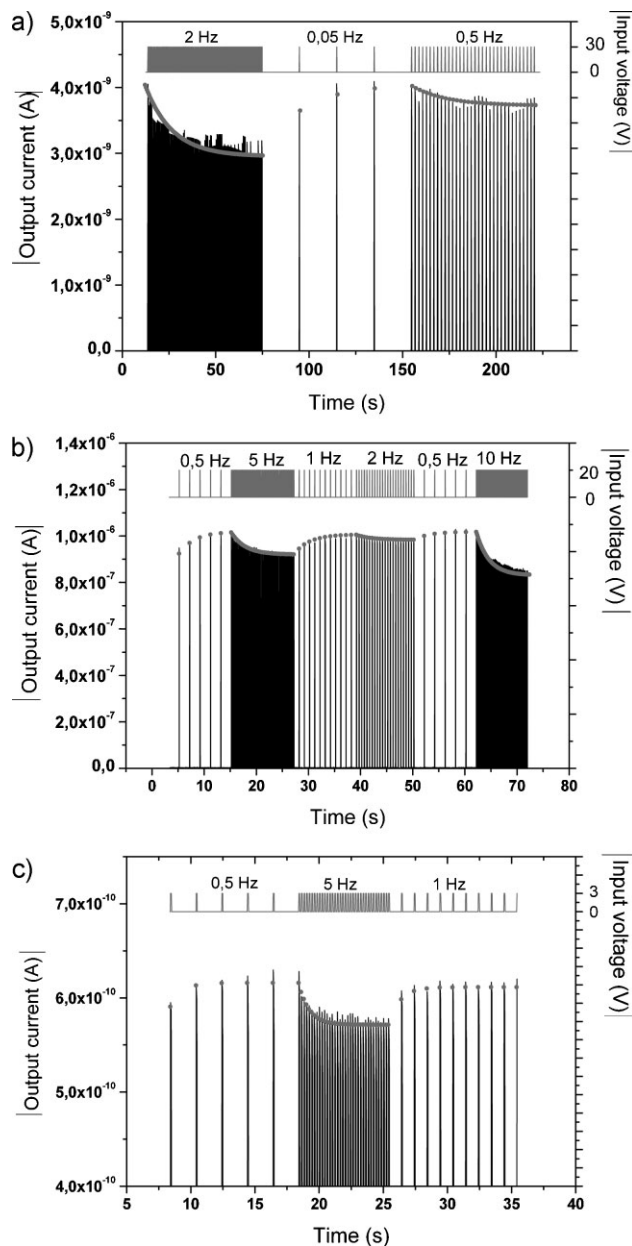 a)
2 Hz 0,05 Hz 0,5 Hz
5,0x10⁻⁹
4,0x10⁻⁹
3,0x10⁻⁹
2,0x10⁻⁹
1,0x10⁻⁹
0,0
|Output current (A)|
30
0
|Input voltage (V)|
0 50 100 150 200
Time (s)
b)
0,5 Hz 5 Hz 1 Hz 2 Hz 0,5 Hz 10 Hz
1,4x10⁻⁶
1,2x10⁻⁶
1,0x10⁻⁶
8,0x10⁻⁷
6,0x10⁻⁷
4,0x10⁻⁷
2,0x10⁻⁷
0,0
|Output current (A)|
20
0
|Input voltage (V)|
0 10 20 30 40 50 60 70 80
Time (s)
c)
0,5 Hz 5 Hz 1 Hz
7,0x10⁻¹⁰
6,0x10⁻¹⁰
5,0x10⁻¹⁰
4,0x10⁻¹⁰
|Output current (A)|
3
0
|Input voltage (V)|
5 10 15 20 25 30 35 40
Time (s)